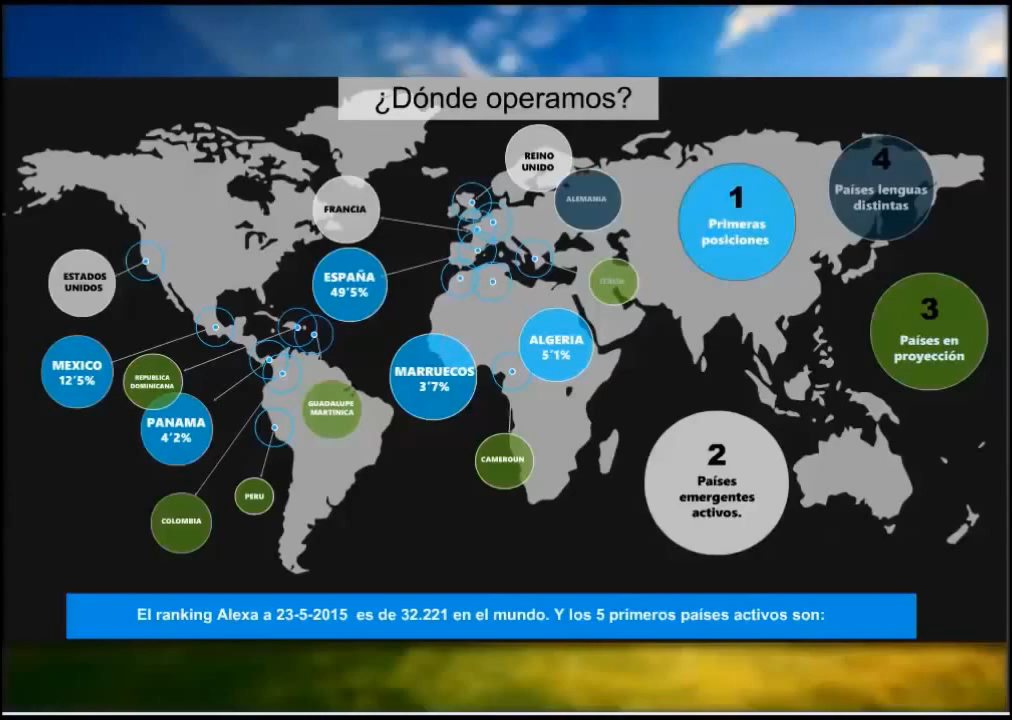 ¿Dónde operamos?
REINO
UNIDO
ALEMANIA
FRANCIA
1
Primeras
posiciones
4
Países lenguas
distintas
ESTADOS
UNIDOS
ESPAÑA
49'5%
3
Países en
proyección
MEXICO
12'5%
REPUBLICA
DOMINICANA
PANAMA
4'2%
GUADALUPE
MARTINICA
MARRUECOS
3'7%
ALGERIA
5'1%
CAMEROUN
PERU
COLOMBIA
2
Países
emergentes
activos.
El ranking Alexa a 23-5-2015 es de 32.221 en el mundo. Y los 5 primeros países activos son: